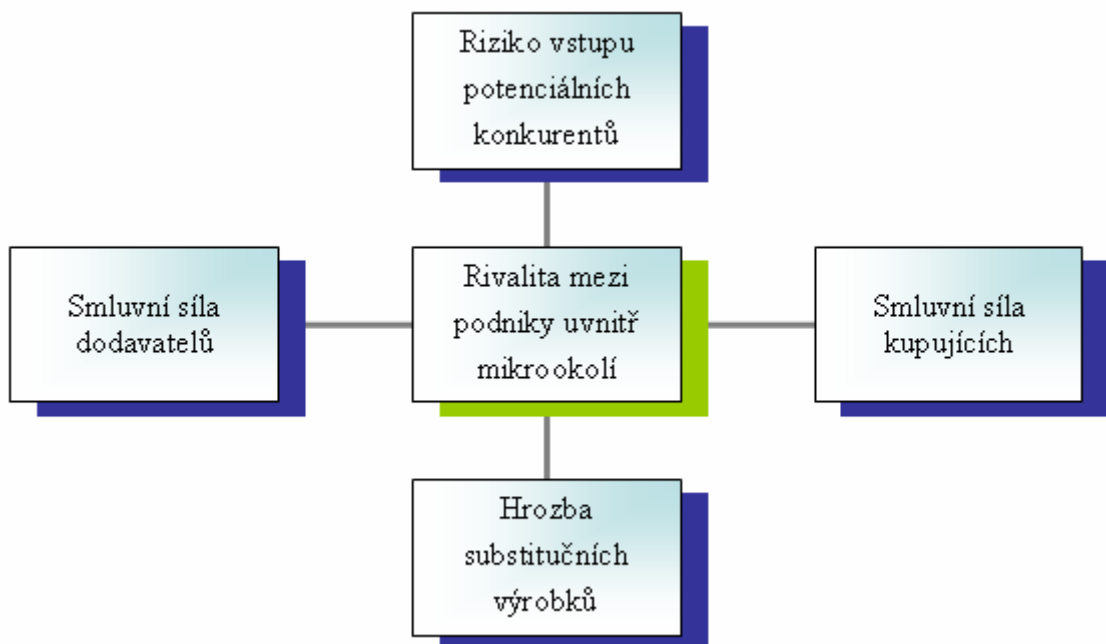 Riziko vstupu
potenciálních
konkurentů
Smluvní síla
dodavatelů
Rivalita mezi
podniky uvnitř
mikrookolí
Smluvní síla
kupujících
Hrozba
substitučních
výrobků